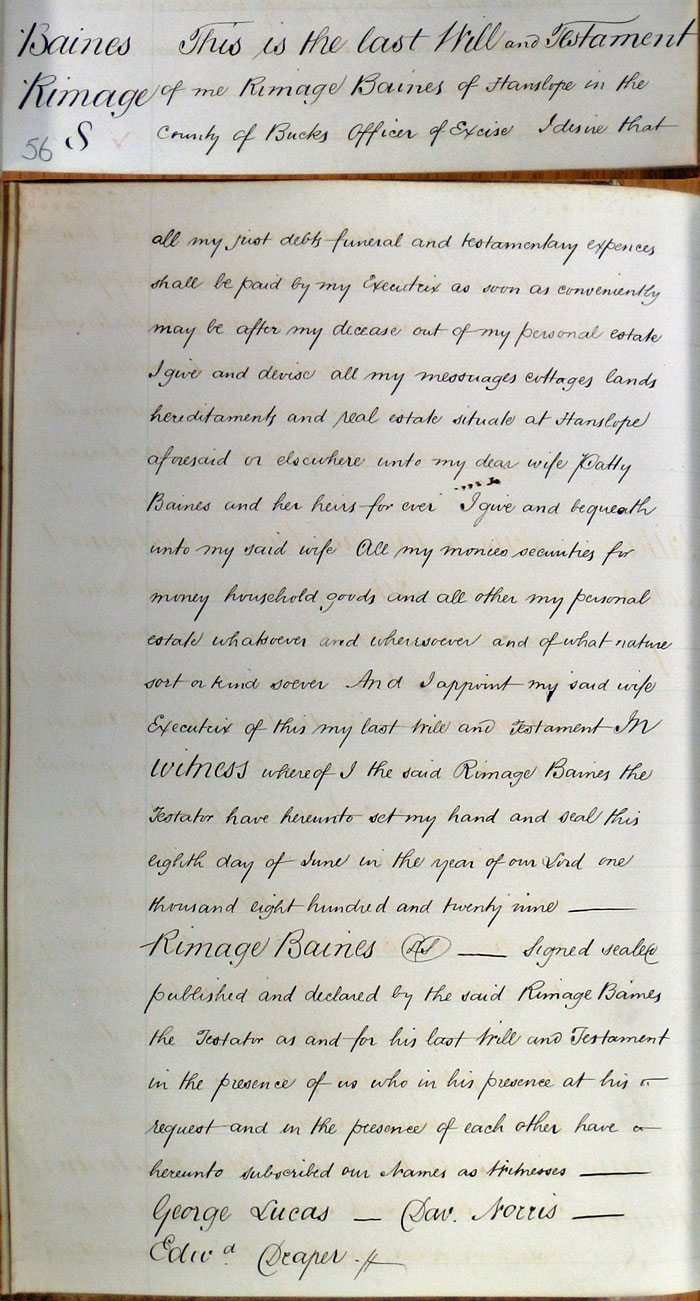 Baines This is the last Will and Testament
Rimage of me Rimage Baines of Hanslope in the
56 S County of Bucks Officer of Excise I desire that
all my just debts funeral and testamentary expences
shall be paid by my Executrix as soon as conveniently
may be after my decease out of my personal estate
I give and devise all my messuages cottages lands
hereditaments and real estate situate at Hanslope
aforesaid or elsewhere unto my dear wife Patty
Baines and her heirs for ever I give and bequeath
unto my said wife All my monies securities for
money household goods and all other my personal
estate whatsoever and wheresoever and of what nature
sort or kind soever And I appoint my said wife
Executrix of this my last Will and Testament In
witness whereof I the said Rimage Baines the
Testator have hereunto set my hand and seal this
eighth day of June in the year of our Lord one
thousand eight hundred and twenty nine ——
Rimage Baines LS — Signed sealed
published and declared by the said Rimage Baines
the Testator as and for his last Will and Testament
in the presence of us who in his presence at his
request and in the presence of each other have
hereunto subscribed our Names as Witnesses ——
George Lucas — Dav. Norris —
Edwd Draper